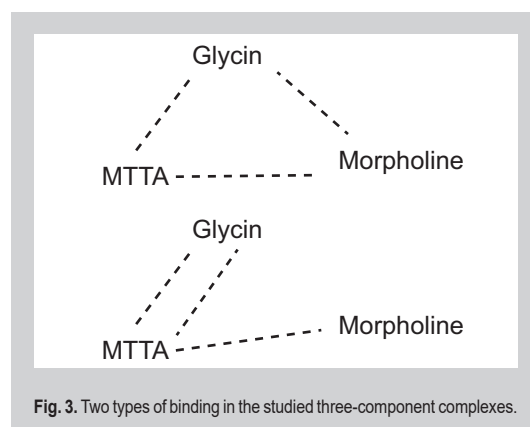 Glycin
MTTA
Morpholine
Glycin
MTTA
Morpholine
Fig. 3. Two types of binding in the studied three-component complexes.